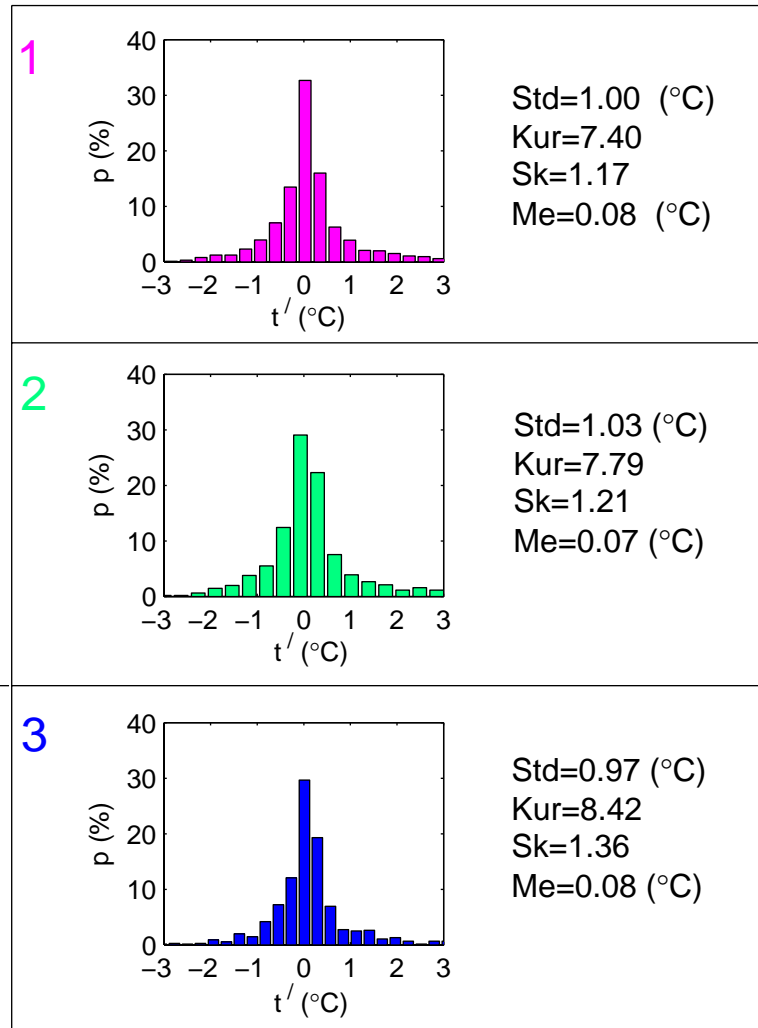 1
40
30
20
10
0
p (%)
−3 −2 −1 0 1 2 3
t / (°C)
Std=1.00 (°C)
Kur=7.40
Sk=1.17
Me=0.08 (°C)
2
40
30
20
10
0
p (%)
−3 −2 −1 0 1 2 3
t / (°C)
Std=1.03 (°C)
Kur=7.79
Sk=1.21
Me=0.07 (°C)
3
40
30
20
10
0
p (%)
−3 −2 −1 0 1 2 3
t / (°C)
Std=0.97 (°C)
Kur=8.42
Sk=1.36
Me=0.08 (°C)